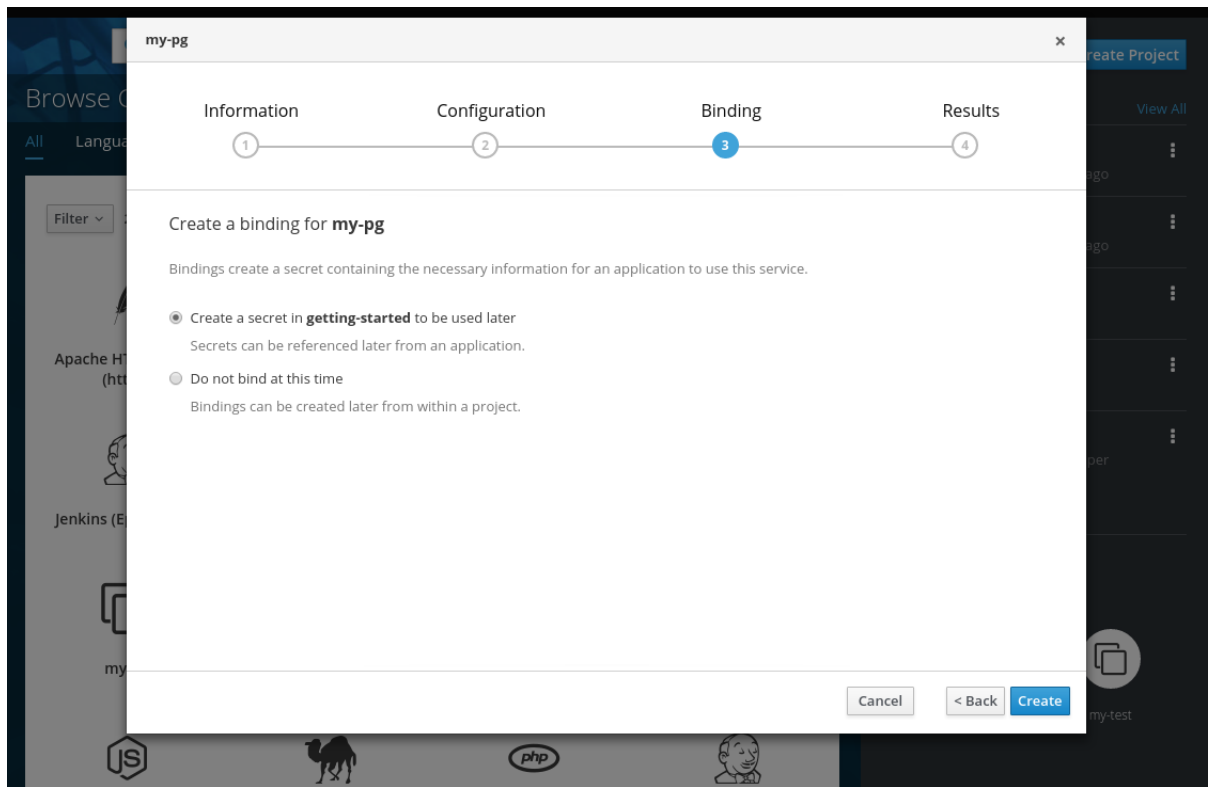 my-pg
×
reate Project
Browse C
View All
Information
Configuration
Binding
Results
All
Langua
1
2
3
4
ago
Filter
Create a binding for my-pg
ago
Bindings create a secret containing the necessary information for an application to use this service.
Create a secret in getting-started to be used later
Secrets can be referenced later from an application.
Apache H
(htt
Do not bind at this time
Bindings can be created later from within a project.
per
Jenkins (E
my
Cancel
< Back
Create
my-test
JS
php